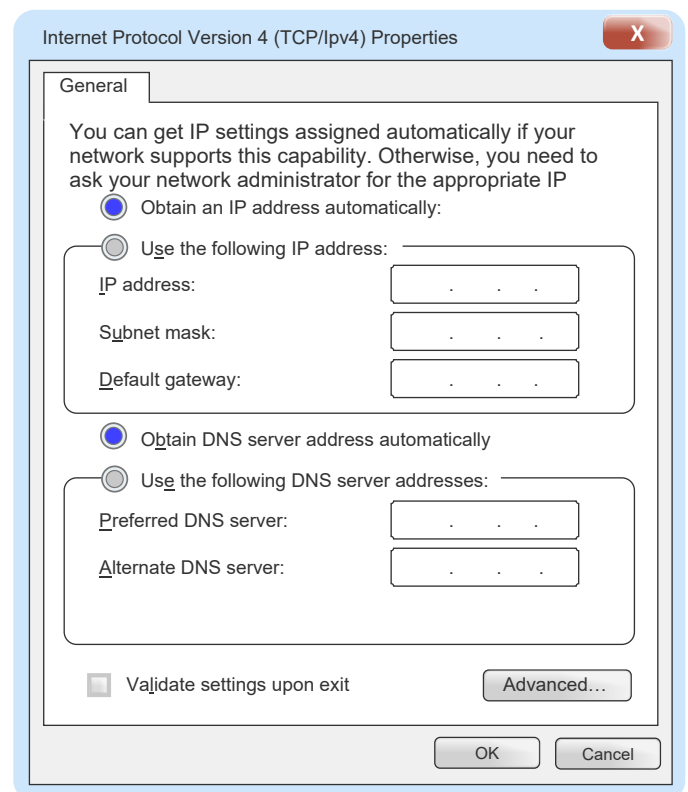 Internet Protocol Version 4 (TCP/Ipv4) Properties
X
General
You can get IP settings assigned automatically if your
network supports this capability. Otherwise, you need to
ask your network administrator for the appropriate IP
Obtain an IP address automatically:
Use the following IP address:
IP address: . . .
Subnet mask: . . .
Default gateway: . . .
Obtain DNS server address automatically
Use the following DNS server addresses:
Preferred DNS server: . . .
Alternate DNS server: . . .
Validate settings upon exit
Advanced...
OK
Cancel